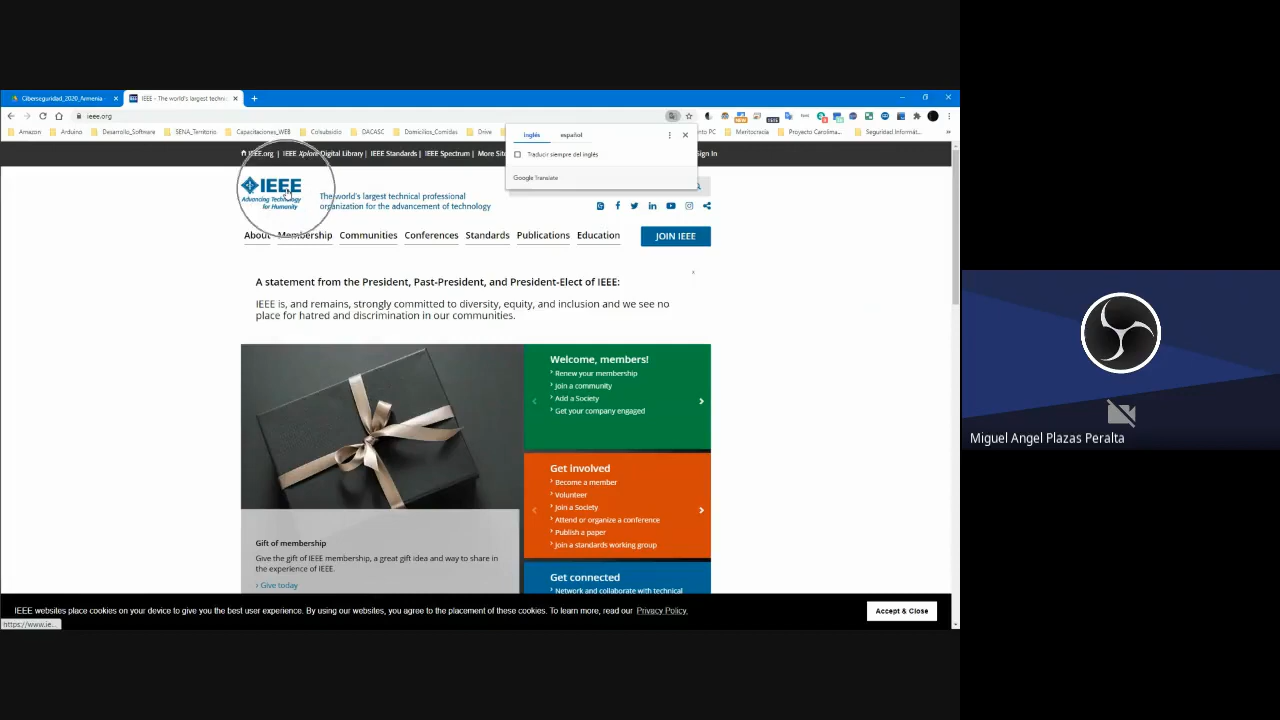 Ciberseguridad_2020_Armenia -
IEEE - The world's largest techni
ieee.org
Amazon
Arduino
Desarrollo_Software
SENA_Territorio
Capacitaciones_WEB
Colsubsidio
DACASC
Domicilios_Comidas
Drive
nto PC
Meritocracia
Proyecto Carolina...
Seguridad Informát...
inglés español
Traducir siempre del inglés
Google Translate
IEEE.org | IEEE Xplore Digital Library | IEEE Standards | IEEE Spectrum | More Sit
Sign In
IEEE
Advancing Technology
for Humanity
The world's largest technical professional
organization for the advancement of technology
About Membership Communities Conferences Standards Publications Education
JOIN IEEE
A statement from the President, Past-President, and President-Elect of IEEE:
IEEE is, and remains, strongly committed to diversity, equity, and inclusion and we see no
place for hatred and discrimination in our communities.
Welcome, members!
Renew your membership
Join a community
Add a Society
Get your company engaged
Get involved
Become a member
Volunteer
Join a Society
Attend or organize a conference
Publish a paper
Join a standards working group
Get connected
Network and collaborate with technical
Gift of membership
Give the gift of IEEE membership, a great gift idea and way to share in
the experience of IEEE.
Give today
IEEE websites place cookies on your device to give you the best user experience. By using our websites, you agree to the placement of these cookies. To learn more, read our Privacy Policy.
Accept & Close
https://www.ie...
Miguel Angel Plazas Peralta